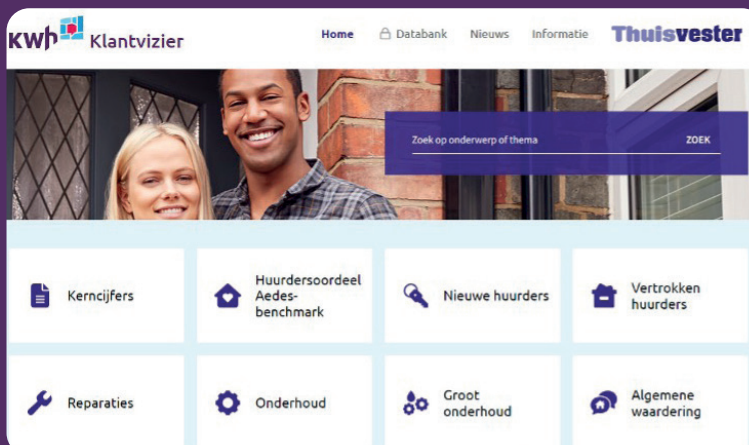 KWh Klantvizier
Home Databank Nieuws Informatie Thuisvester
Zoek op onderwerp of thema ZOEK
Kerncijfers
Huurdersoordeel
Aedes-
benchmark
Nieuwe huurders
Vertrokken
huurders
Reparaties
Onderhoud
Groot
onderhoud
Algemene
waardering